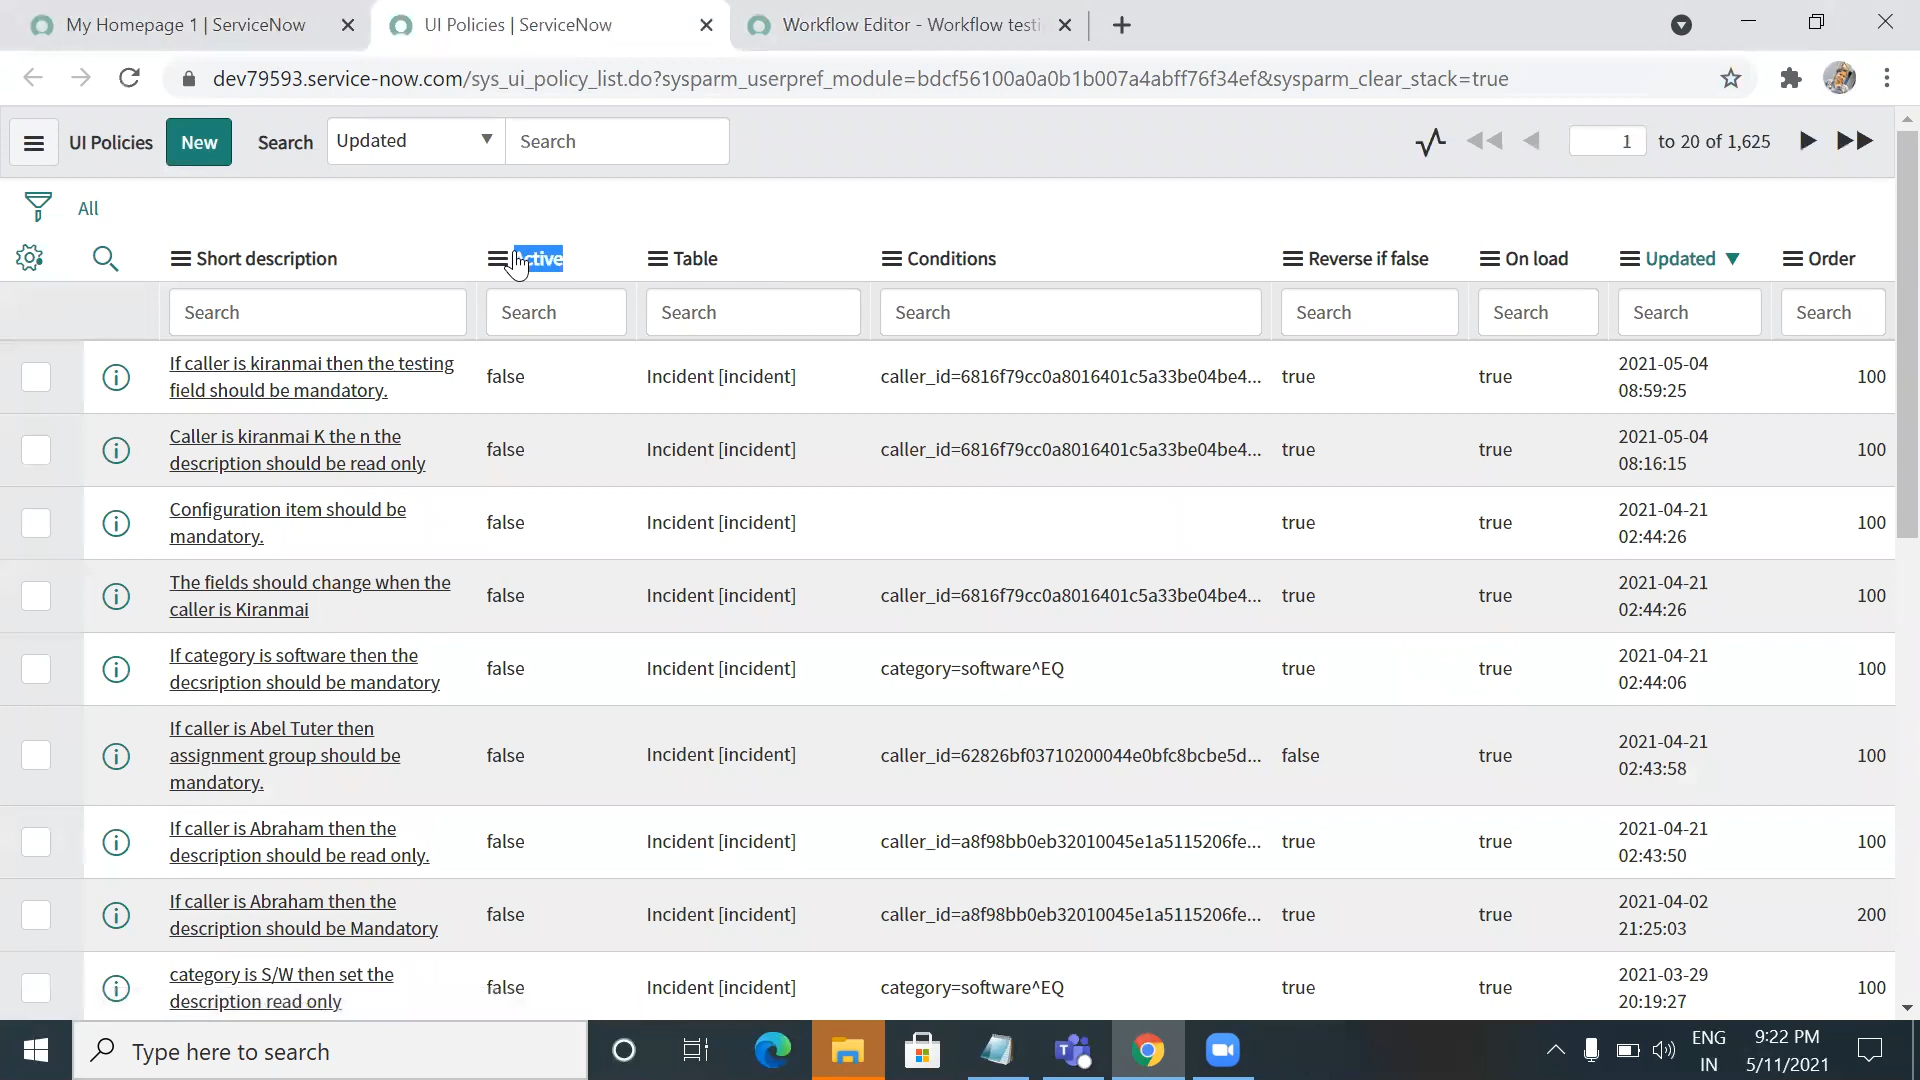 My Homepage 1 | ServiceNow
UI Policies | ServiceNow
Workflow Editor - Workflow testi
dev79593.service-now.com/sys_ui_policy_list.do?sysparm_userpref_module=bdcf56100a0a0b1b007a4abff76f34ef&sysparm_clear_stack=true
UI Policies New Search Updated Search 1 to 20 of 1,625
All
Short description Active Table Conditions Reverse if false On load Updated Order
Search Search Search Search Search Search Search Search
If caller is kiranmai then the testing field should be mandatory. false Incident [incident] caller_id=6816f79cc0a8016401c5a33be04be4... true true 2021-05-04 08:59:25 100
Caller is kiranmai K the n the description should be read only false Incident [incident] caller_id=6816f79cc0a8016401c5a33be04be4... true true 2021-05-04 08:16:15 100
Configuration item should be mandatory. false Incident [incident] true true 2021-04-21 02:44:26 100
The fields should change when the caller is Kiranmai false Incident [incident] caller_id=6816f79cc0a8016401c5a33be04be4... true true 2021-04-21 02:44:26 100
If category is software then the decsription should be mandatory false Incident [incident] category=software^EQ true true 2021-04-21 02:44:06 100
If caller is Abel Tuter then assignment group should be mandatory. false Incident [incident] caller_id=62826bf03710200044e0bfc8bcbe5d... false true 2021-04-21 02:43:58 100
If caller is Abraham then the description should be read only. false Incident [incident] caller_id=a8f98bb0eb32010045e1a5115206fe... true true 2021-04-21 02:43:50 100
If caller is Abraham then the description should be Mandatory false Incident [incident] caller_id=a8f98bb0eb32010045e1a5115206fe... true true 2021-04-02 21:25:03 200
category is S/W then set the description read only false Incident [incident] category=software^EQ true true 2021-03-29 20:19:27 100
Type here to search
ENG
IN
9:22 PM
5/11/2021